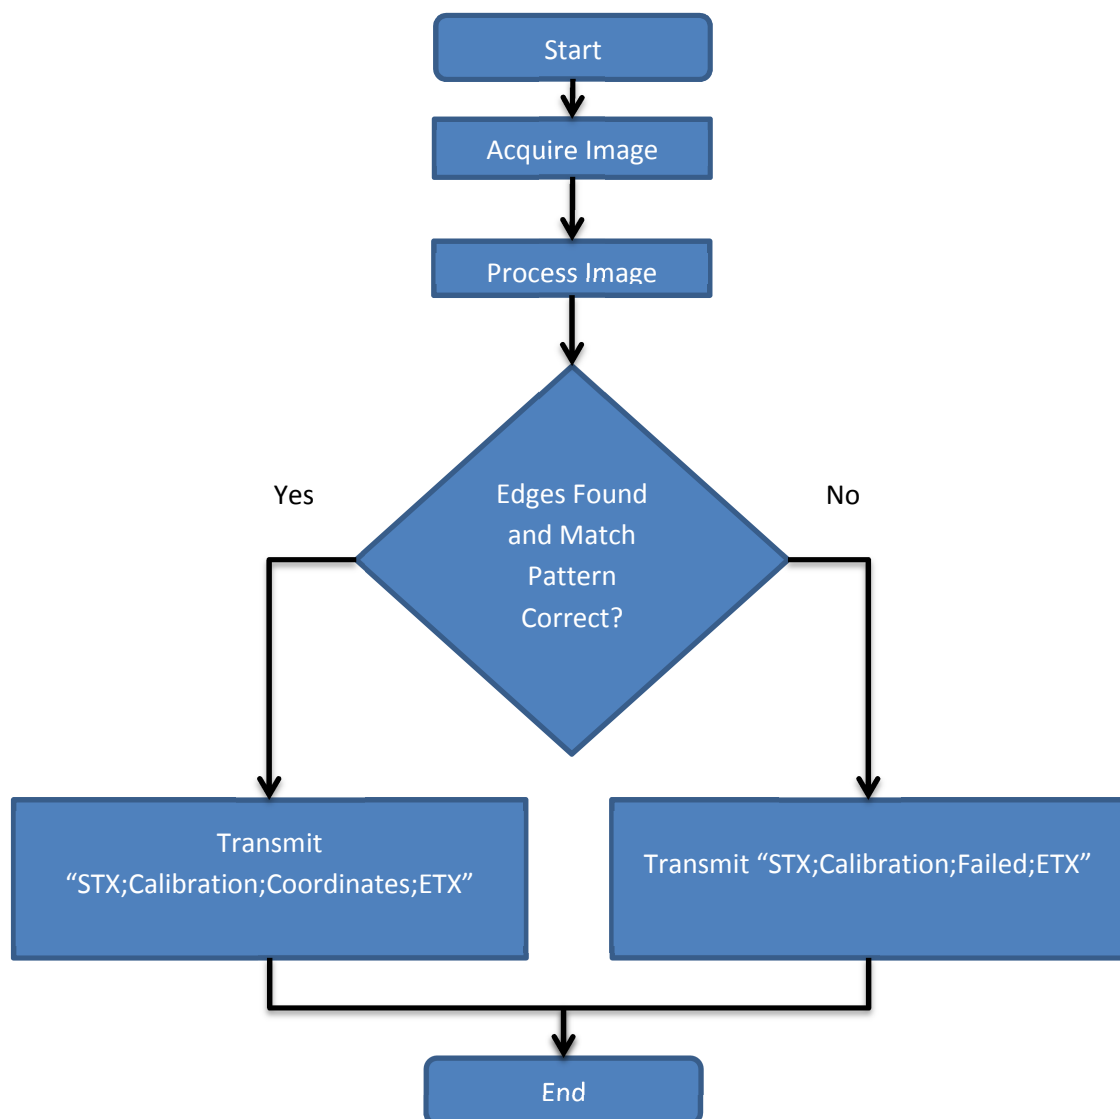 Start
Acquire Image
Process Image
Yes
Edges Found
and Match
Pattern
Correct?
No
Transmit
“STX;Calibration;Coordinates;ETX”
Transmit “STX;Calibration;Failed;ETX”
End